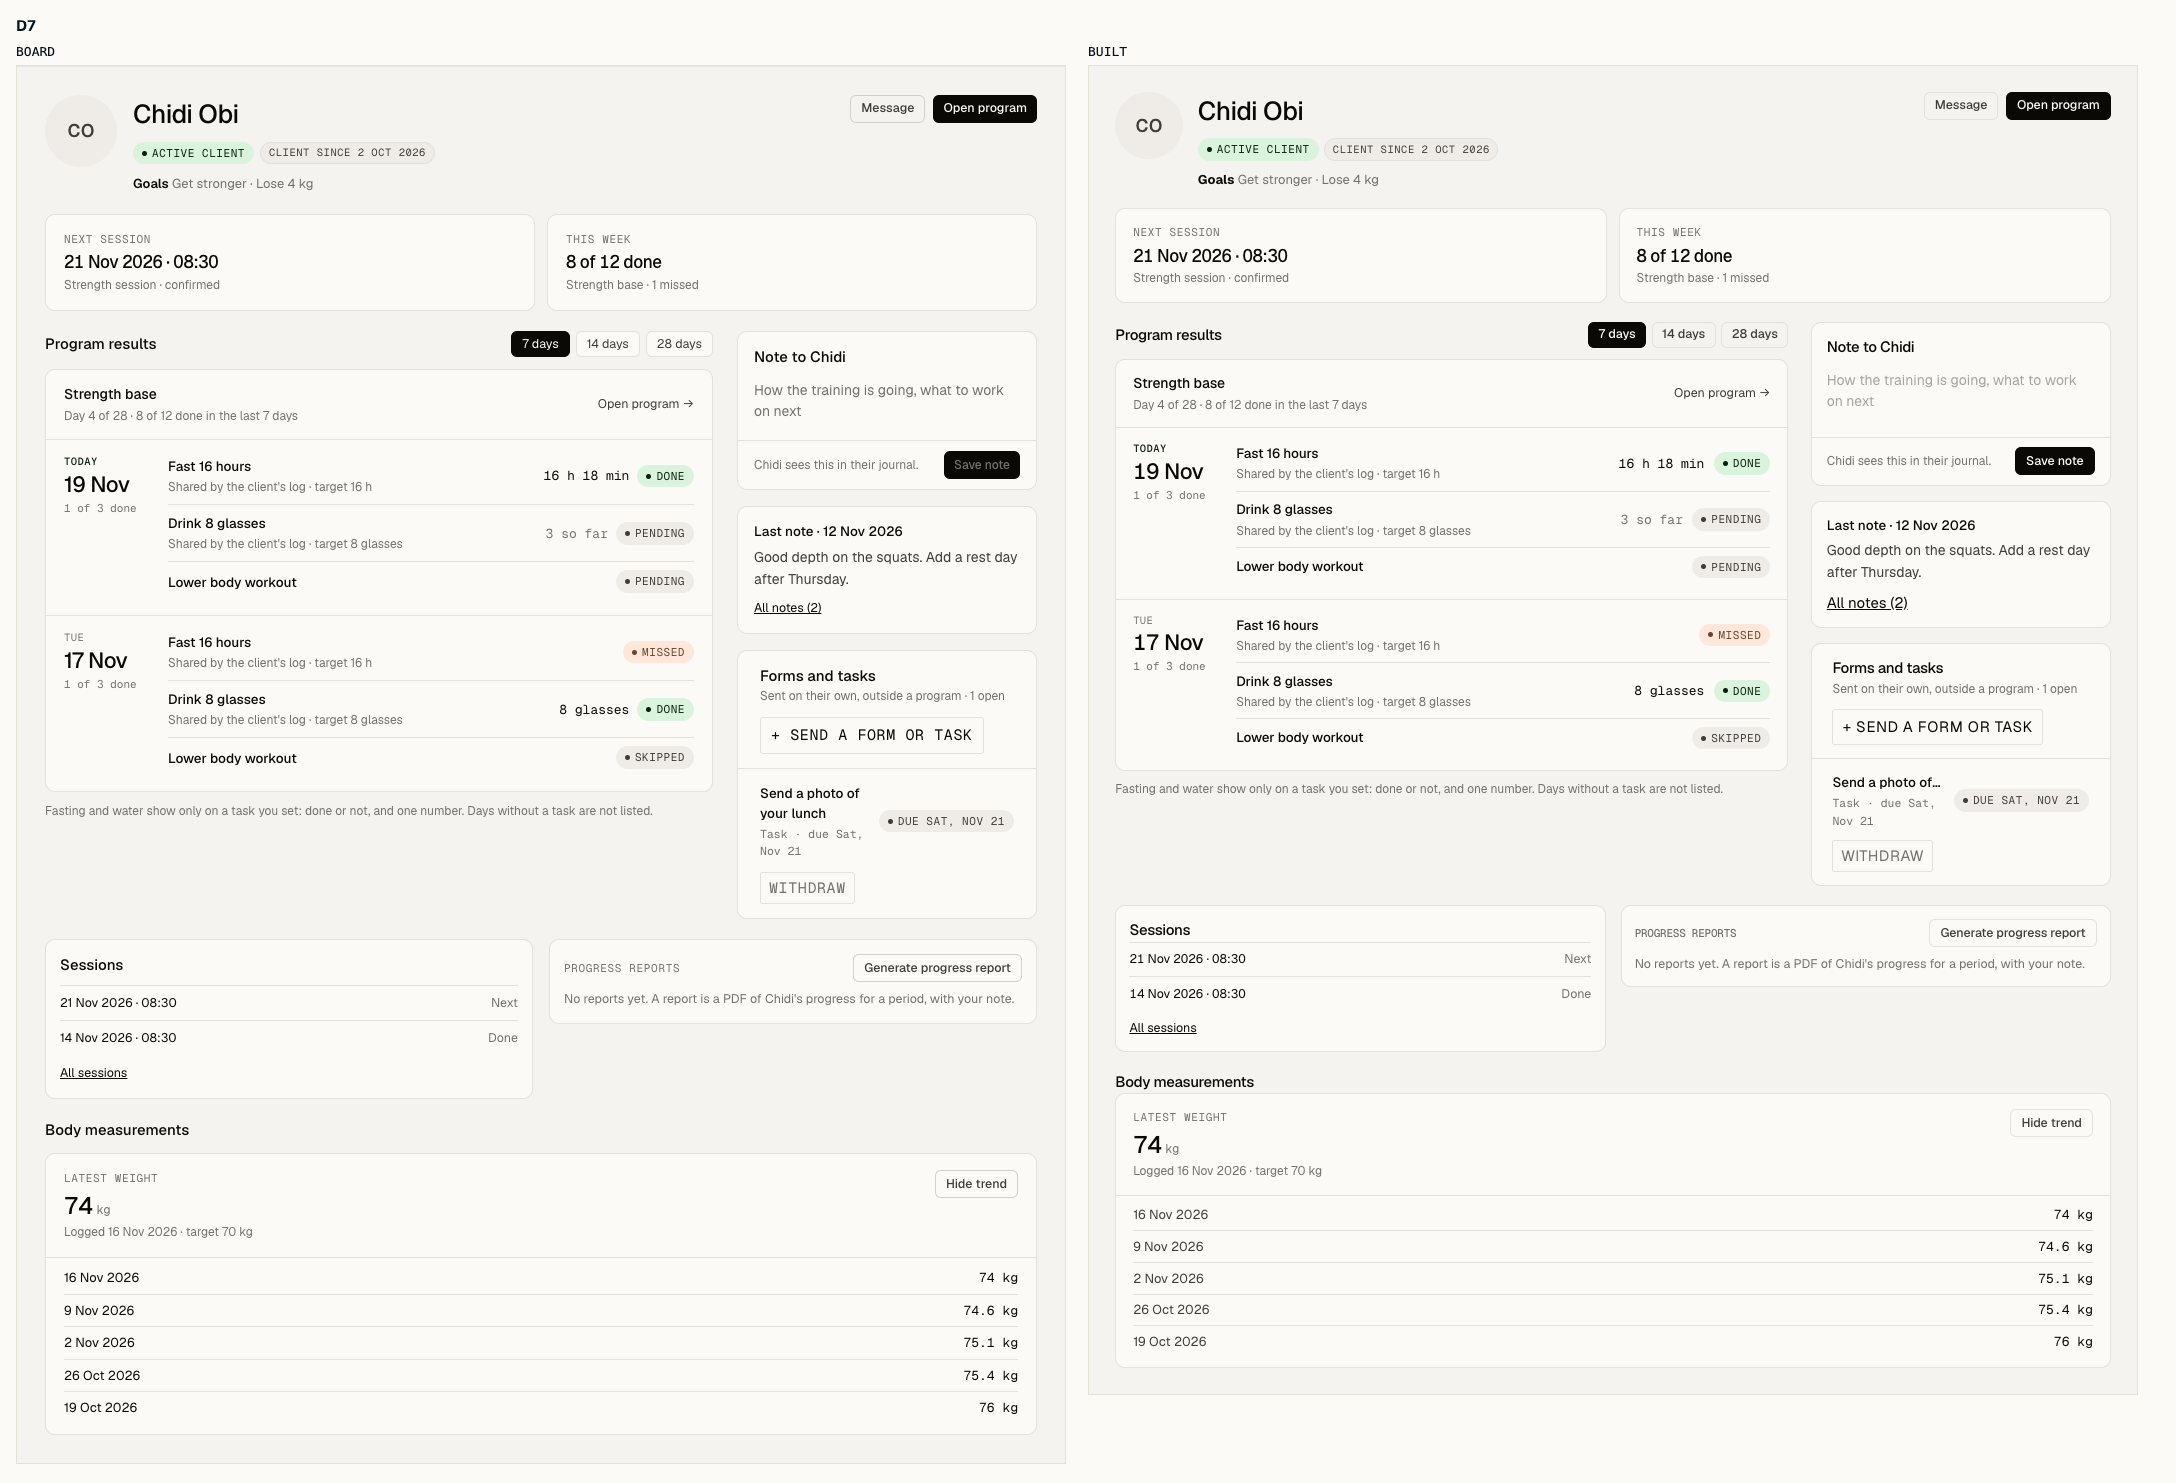 D7
BOARD
CO
Chidi Obi
Message
Open program
ACTIVE CLIENT
CLIENT SINCE 2 OCT 2026
Goals Get stronger · Lose 4 kg
NEXT SESSION
21 Nov 2026 · 08:30
Strength session · confirmed
THIS WEEK
8 of 12 done
Strength base · 1 missed
Program results
7 days
14 days
28 days
Strength base
Day 4 of 28 · 8 of 12 done in the last 7 days
Open program →
TODAY
19 Nov
1 of 3 done
Fast 16 hours
Shared by the client's log · target 16 h
16 h 18 min
DONE
Drink 8 glasses
Shared by the client's log · target 8 glasses
3 so far
PENDING
Lower body workout
PENDING
TUE
17 Nov
1 of 3 done
Fast 16 hours
Shared by the client's log · target 16 h
MISSED
Drink 8 glasses
Shared by the client's log · target 8 glasses
8 glasses
DONE
Lower body workout
SKIPPED
Fasting and water show only on a task you set: done or not, and one number. Days without a task are not listed.
Note to Chidi
How the training is going, what to work
on next
Chidi sees this in their journal.
Save note
Last note · 12 Nov 2026
Good depth on the squats. Add a rest day
after Thursday.
All notes (2)
Forms and tasks
Sent on their own, outside a program · 1 open
+ SEND A FORM OR TASK
Send a photo of
your lunch
Task · due Sat,
Nov 21
DUE SAT, NOV 21
WITHDRAW
Sessions
21 Nov 2026 · 08:30
Next
14 Nov 2026 · 08:30
Done
All sessions
PROGRESS REPORTS
Generate progress report
No reports yet. A report is a PDF of Chidi's progress for a period, with your note.
Body measurements
LATEST WEIGHT
74 kg
Logged 16 Nov 2026 · target 70 kg
Hide trend
16 Nov 2026
74 kg
9 Nov 2026
74.6 kg
2 Nov 2026
75.1 kg
26 Oct 2026
75.4 kg
19 Oct 2026
76 kg
BUILT
CO
Chidi Obi
Message
Open program
ACTIVE CLIENT
CLIENT SINCE 2 OCT 2026
Goals Get stronger · Lose 4 kg
NEXT SESSION
21 Nov 2026 · 08:30
Strength session · confirmed
THIS WEEK
8 of 12 done
Strength base · 1 missed
Program results
7 days
14 days
28 days
Strength base
Day 4 of 28 · 8 of 12 done in the last 7 days
Open program →
TODAY
19 Nov
1 of 3 done
Fast 16 hours
Shared by the client's log · target 16 h
16 h 18 min
DONE
Drink 8 glasses
Shared by the client's log · target 8 glasses
3 so far
PENDING
Lower body workout
PENDING
TUE
17 Nov
1 of 3 done
Fast 16 hours
Shared by the client's log · target 16 h
MISSED
Drink 8 glasses
Shared by the client's log · target 8 glasses
8 glasses
DONE
Lower body workout
SKIPPED
Fasting and water show only on a task you set: done or not, and one number. Days without a task are not listed.
Note to Chidi
How the training is going, what to work
on next
Chidi sees this in their journal.
Save note
Last note · 12 Nov 2026
Good depth on the squats. Add a rest day
after Thursday.
All notes (2)
Forms and tasks
Sent on their own, outside a program · 1 open
+ SEND A FORM OR TASK
Send a photo of…
Task · due Sat,
Nov 21
DUE SAT, NOV 21
WITHDRAW
Sessions
21 Nov 2026 · 08:30
Next
14 Nov 2026 · 08:30
Done
All sessions
PROGRESS REPORTS
Generate progress report
No reports yet. A report is a PDF of Chidi's progress for a period, with your note.
Body measurements
LATEST WEIGHT
74 kg
Logged 16 Nov 2026 · target 70 kg
Hide trend
16 Nov 2026
74 kg
9 Nov 2026
74.6 kg
2 Nov 2026
75.1 kg
26 Oct 2026
75.4 kg
19 Oct 2026
76 kg